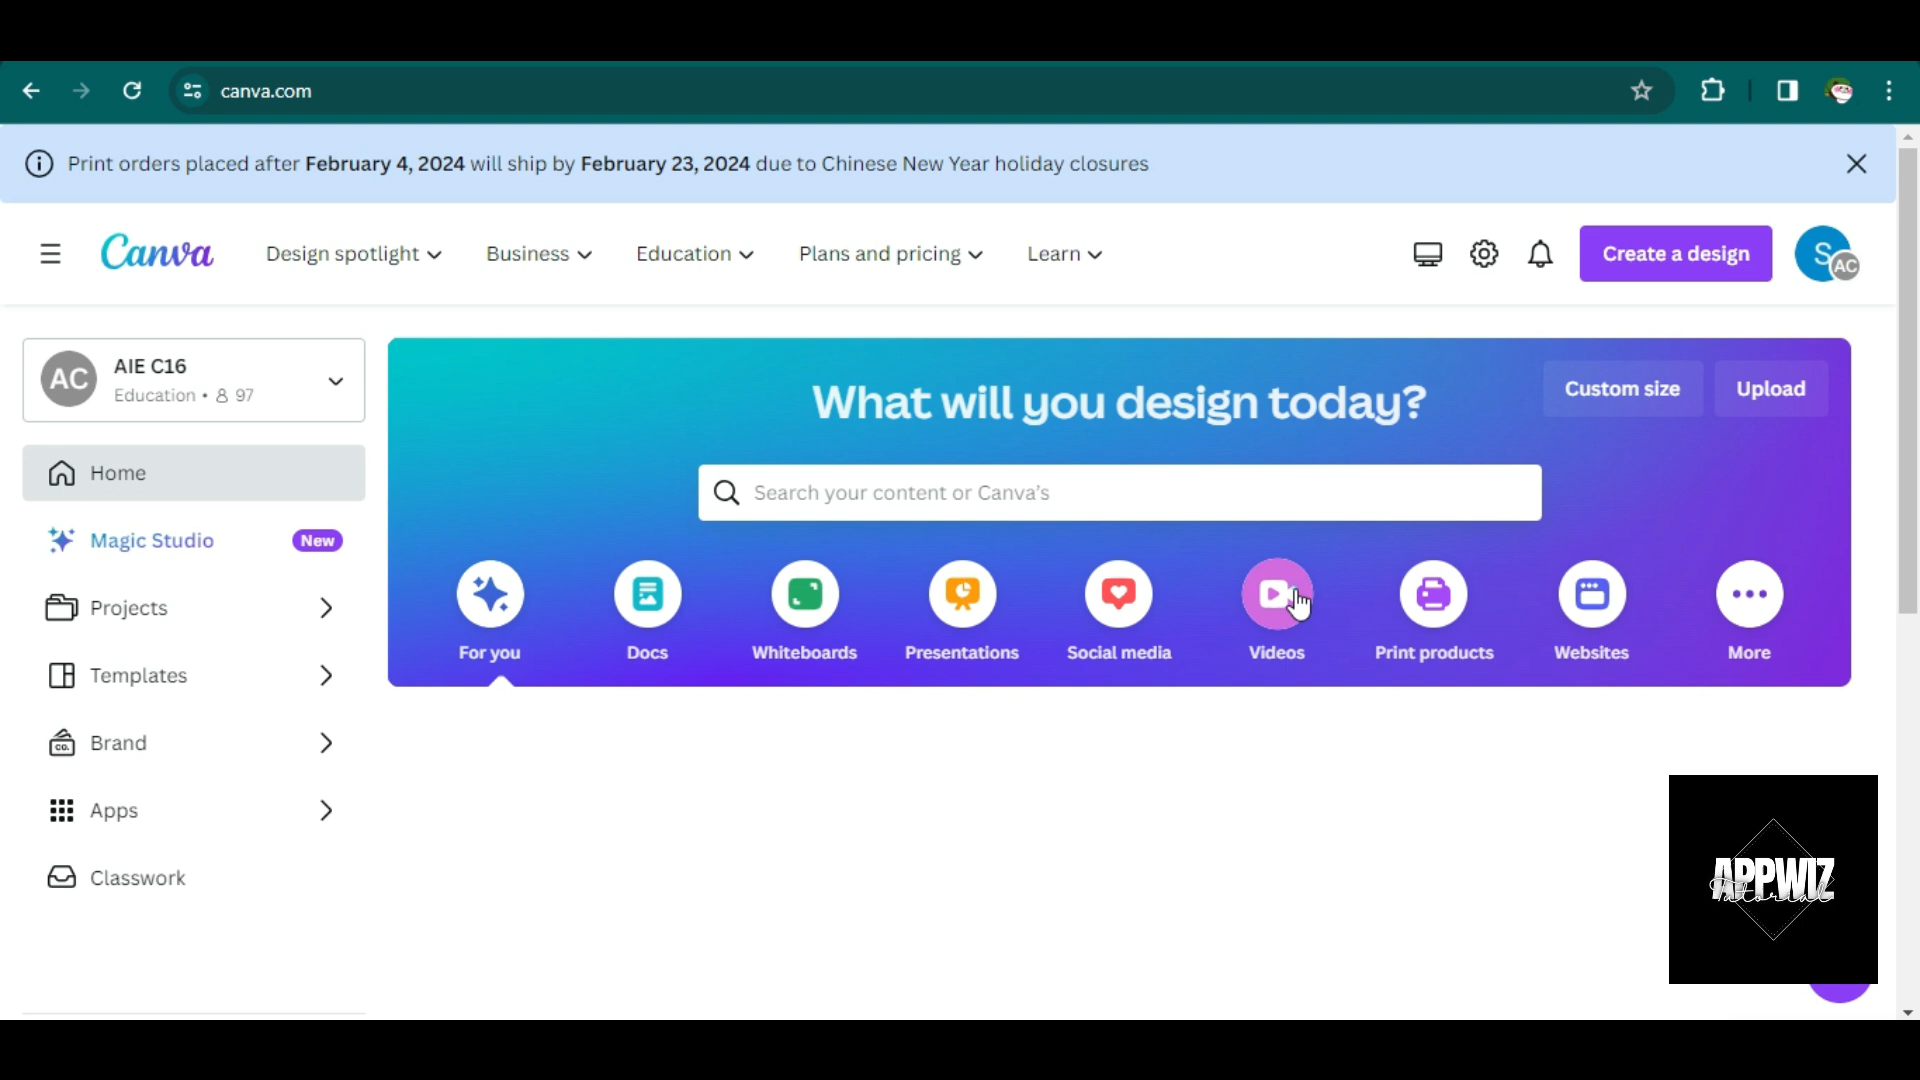 canva.com
Print orders placed after February 4, 2024 will ship by February 23, 2024 due to Chinese New Year holiday closures
Canva
Design spotlight
Business
Education
Plans and pricing
Learn
Create a design
S
AC
AC
AIE C16
Education • 97
What will you design today?
Custom size
Upload
Search your content or Canva's
Home
Magic Studio
New
Projects
Templates
Brand
CO.
Apps
Classwork
For you
Docs
Whiteboards
Presentations
Social media
Videos
Print products
Websites
More
APPWIZ
Tutorial